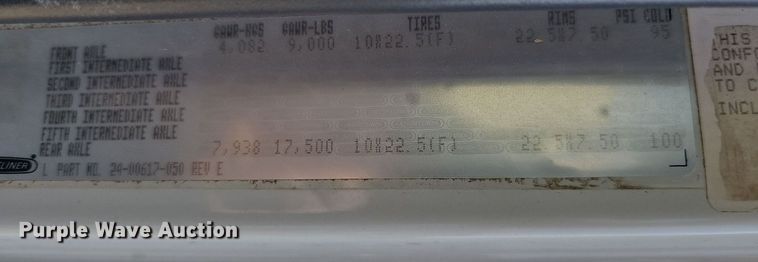 GAWR-KGS GAWR-LBS TIRES RIMS PSI COLD
FRONT AXLE 4,082 9,000 10R22.5(F) 22.5X7.50 95
FIRST INTERMEDIATE AXLE
SECOND INTERMEDIATE AXLE
THIRD INTERMEDIATE AXLE
FOURTH INTERMEDIATE AXLE
FIFTH INTERMEDIATE AXLE
REAR AXLE 7,938 17,500 10R22.5(F) 22.5X7.50 100
LINER L PART NO. 24-00617-050 REV E
HIS
CONF
AND
TO C
INCL
Purple Wave Auction